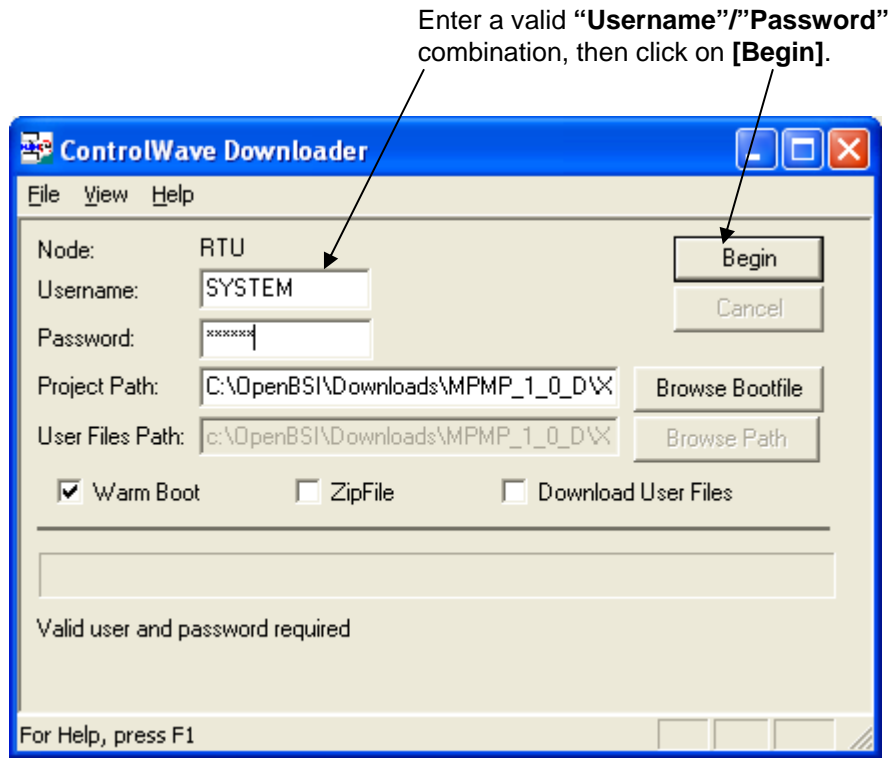 Enter a valid “Username”/”Password”
combination, then click on [Begin].
ControlWave Downloader
File View Help
Node: RTU
Begin
Username: SYSTEM
Cancel
Password: ******
Project Path: C:\OpenBSI\Downloads\MPMP_1_0_D\X
Browse Bootfile
User Files Path: c:\OpenBSI\Downloads\MPMP_1_0_D\X
Browse Path
Warm Boot ZipFile Download User Files
Valid user and password required
For Help, press F1